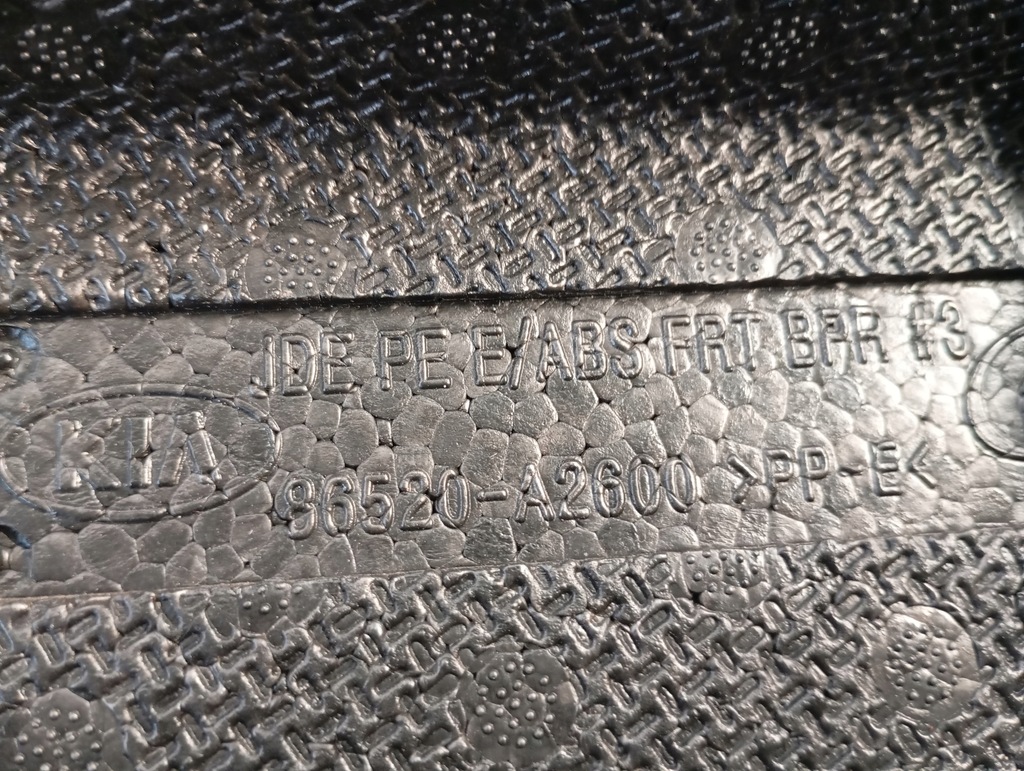 JDE PE E/ABS FRT BPR #3
KIA
86520-A2600 >PP-E<